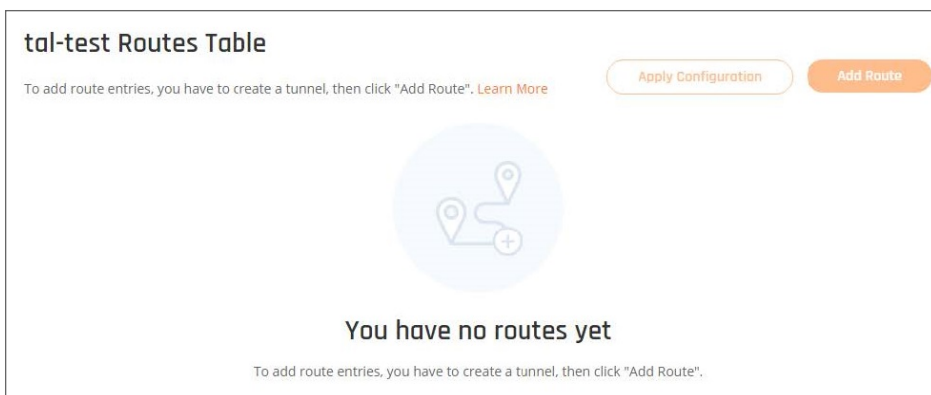 tal-test Routes Table
Apply Configuration
Add Route
To add route entries, you have to create a tunnel, then click "Add Route". Learn More
You have no routes yet
To add route entries, you have to create a tunnel, then click "Add Route".